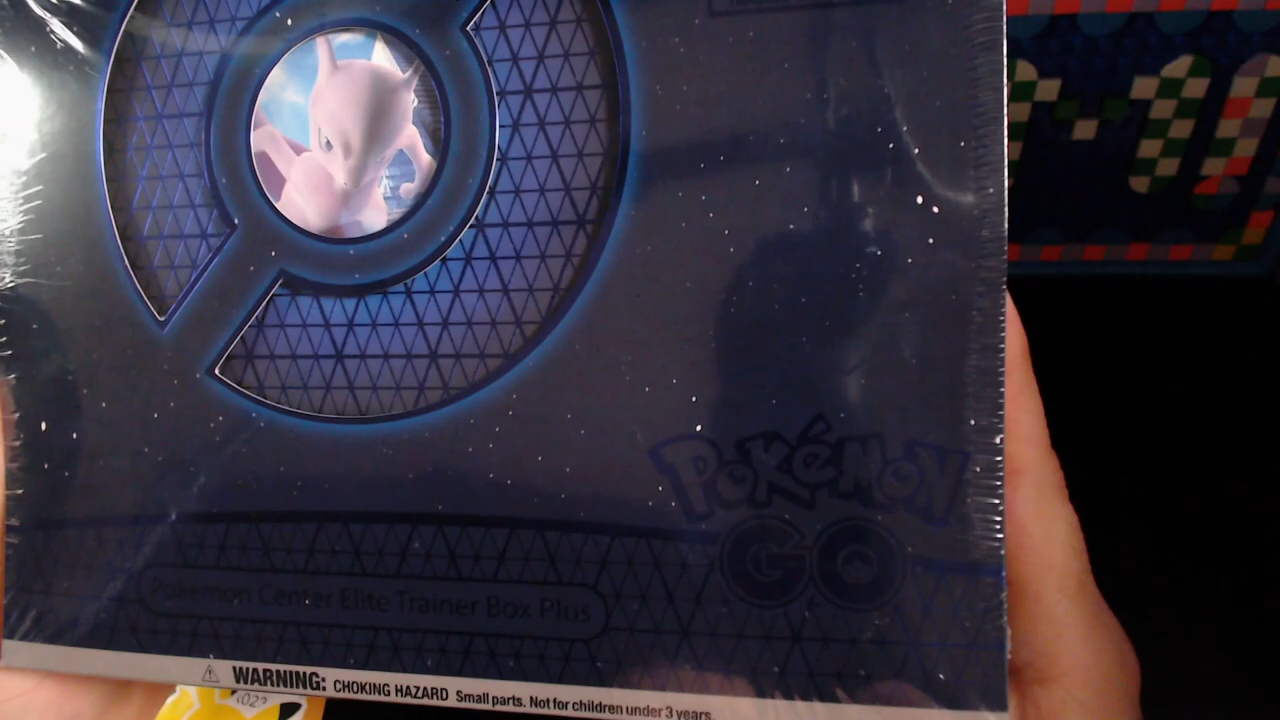 POKéMON
GO
Pokémon Center Elite Trainer Box Plus
WARNING: CHOKING HAZARD Small parts. Not for children under 3 years.